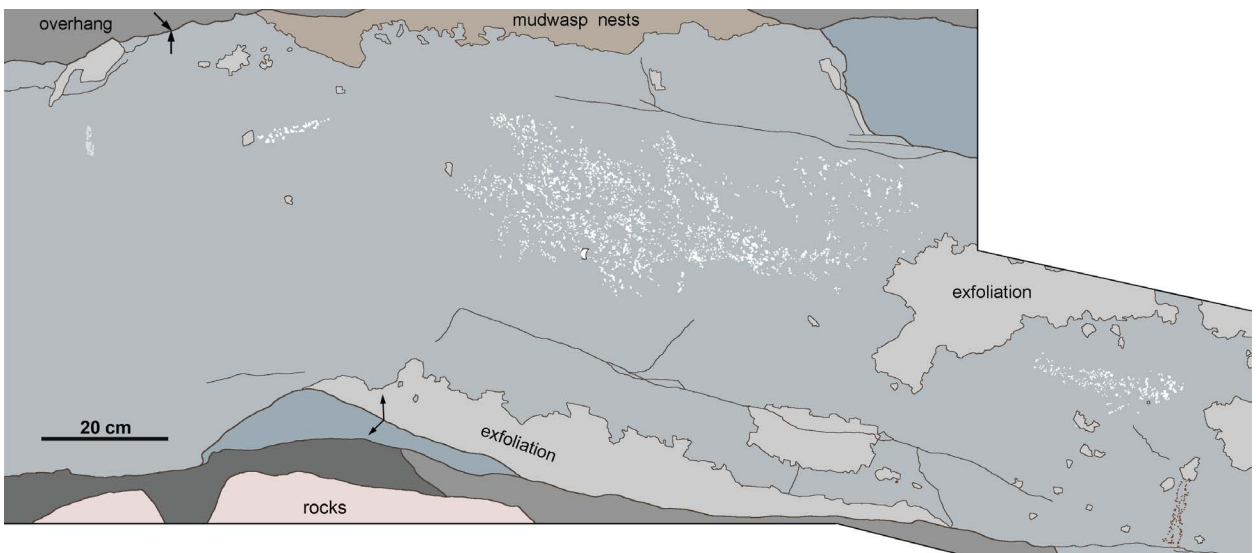 overhang
mudwasp nests
exfoliation
20 cm
exfoliation
rocks